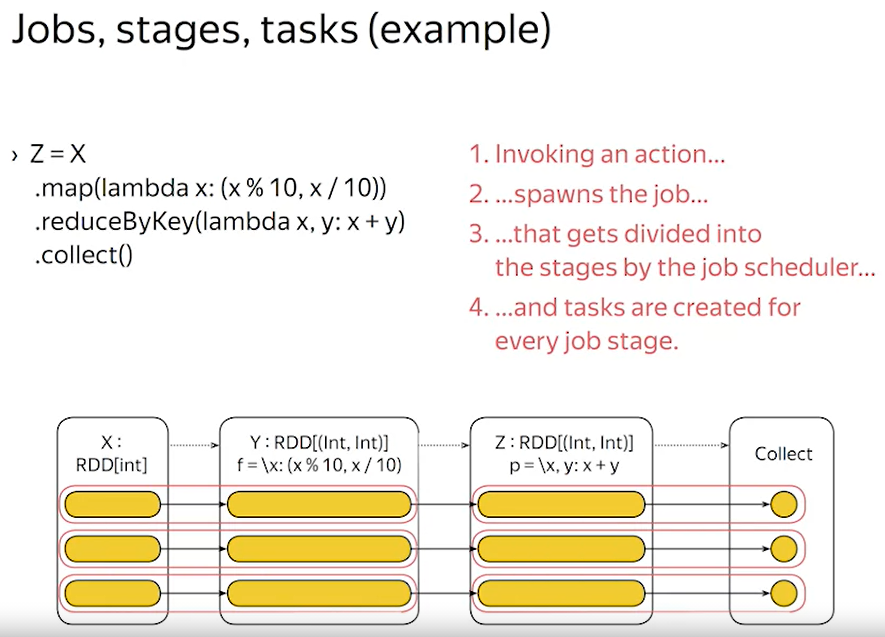 Jobs, stages, tasks (example)
› Z = X
.map(lambda x: (x % 10, x / 10))
.reduceByKey(lambda x, y: x + y)
.collect()
1. Invoking an action...
2. ...spawns the job...
3. ...that gets divided into
the stages by the job scheduler...
4. ...and tasks are created for
every job stage.
X :
RDD[int]
Y : RDD[(Int, Int)]
f = \x: (x % 10, x / 10)
Z : RDD[(Int, Int)]
p = \x, y: x + y
Collect